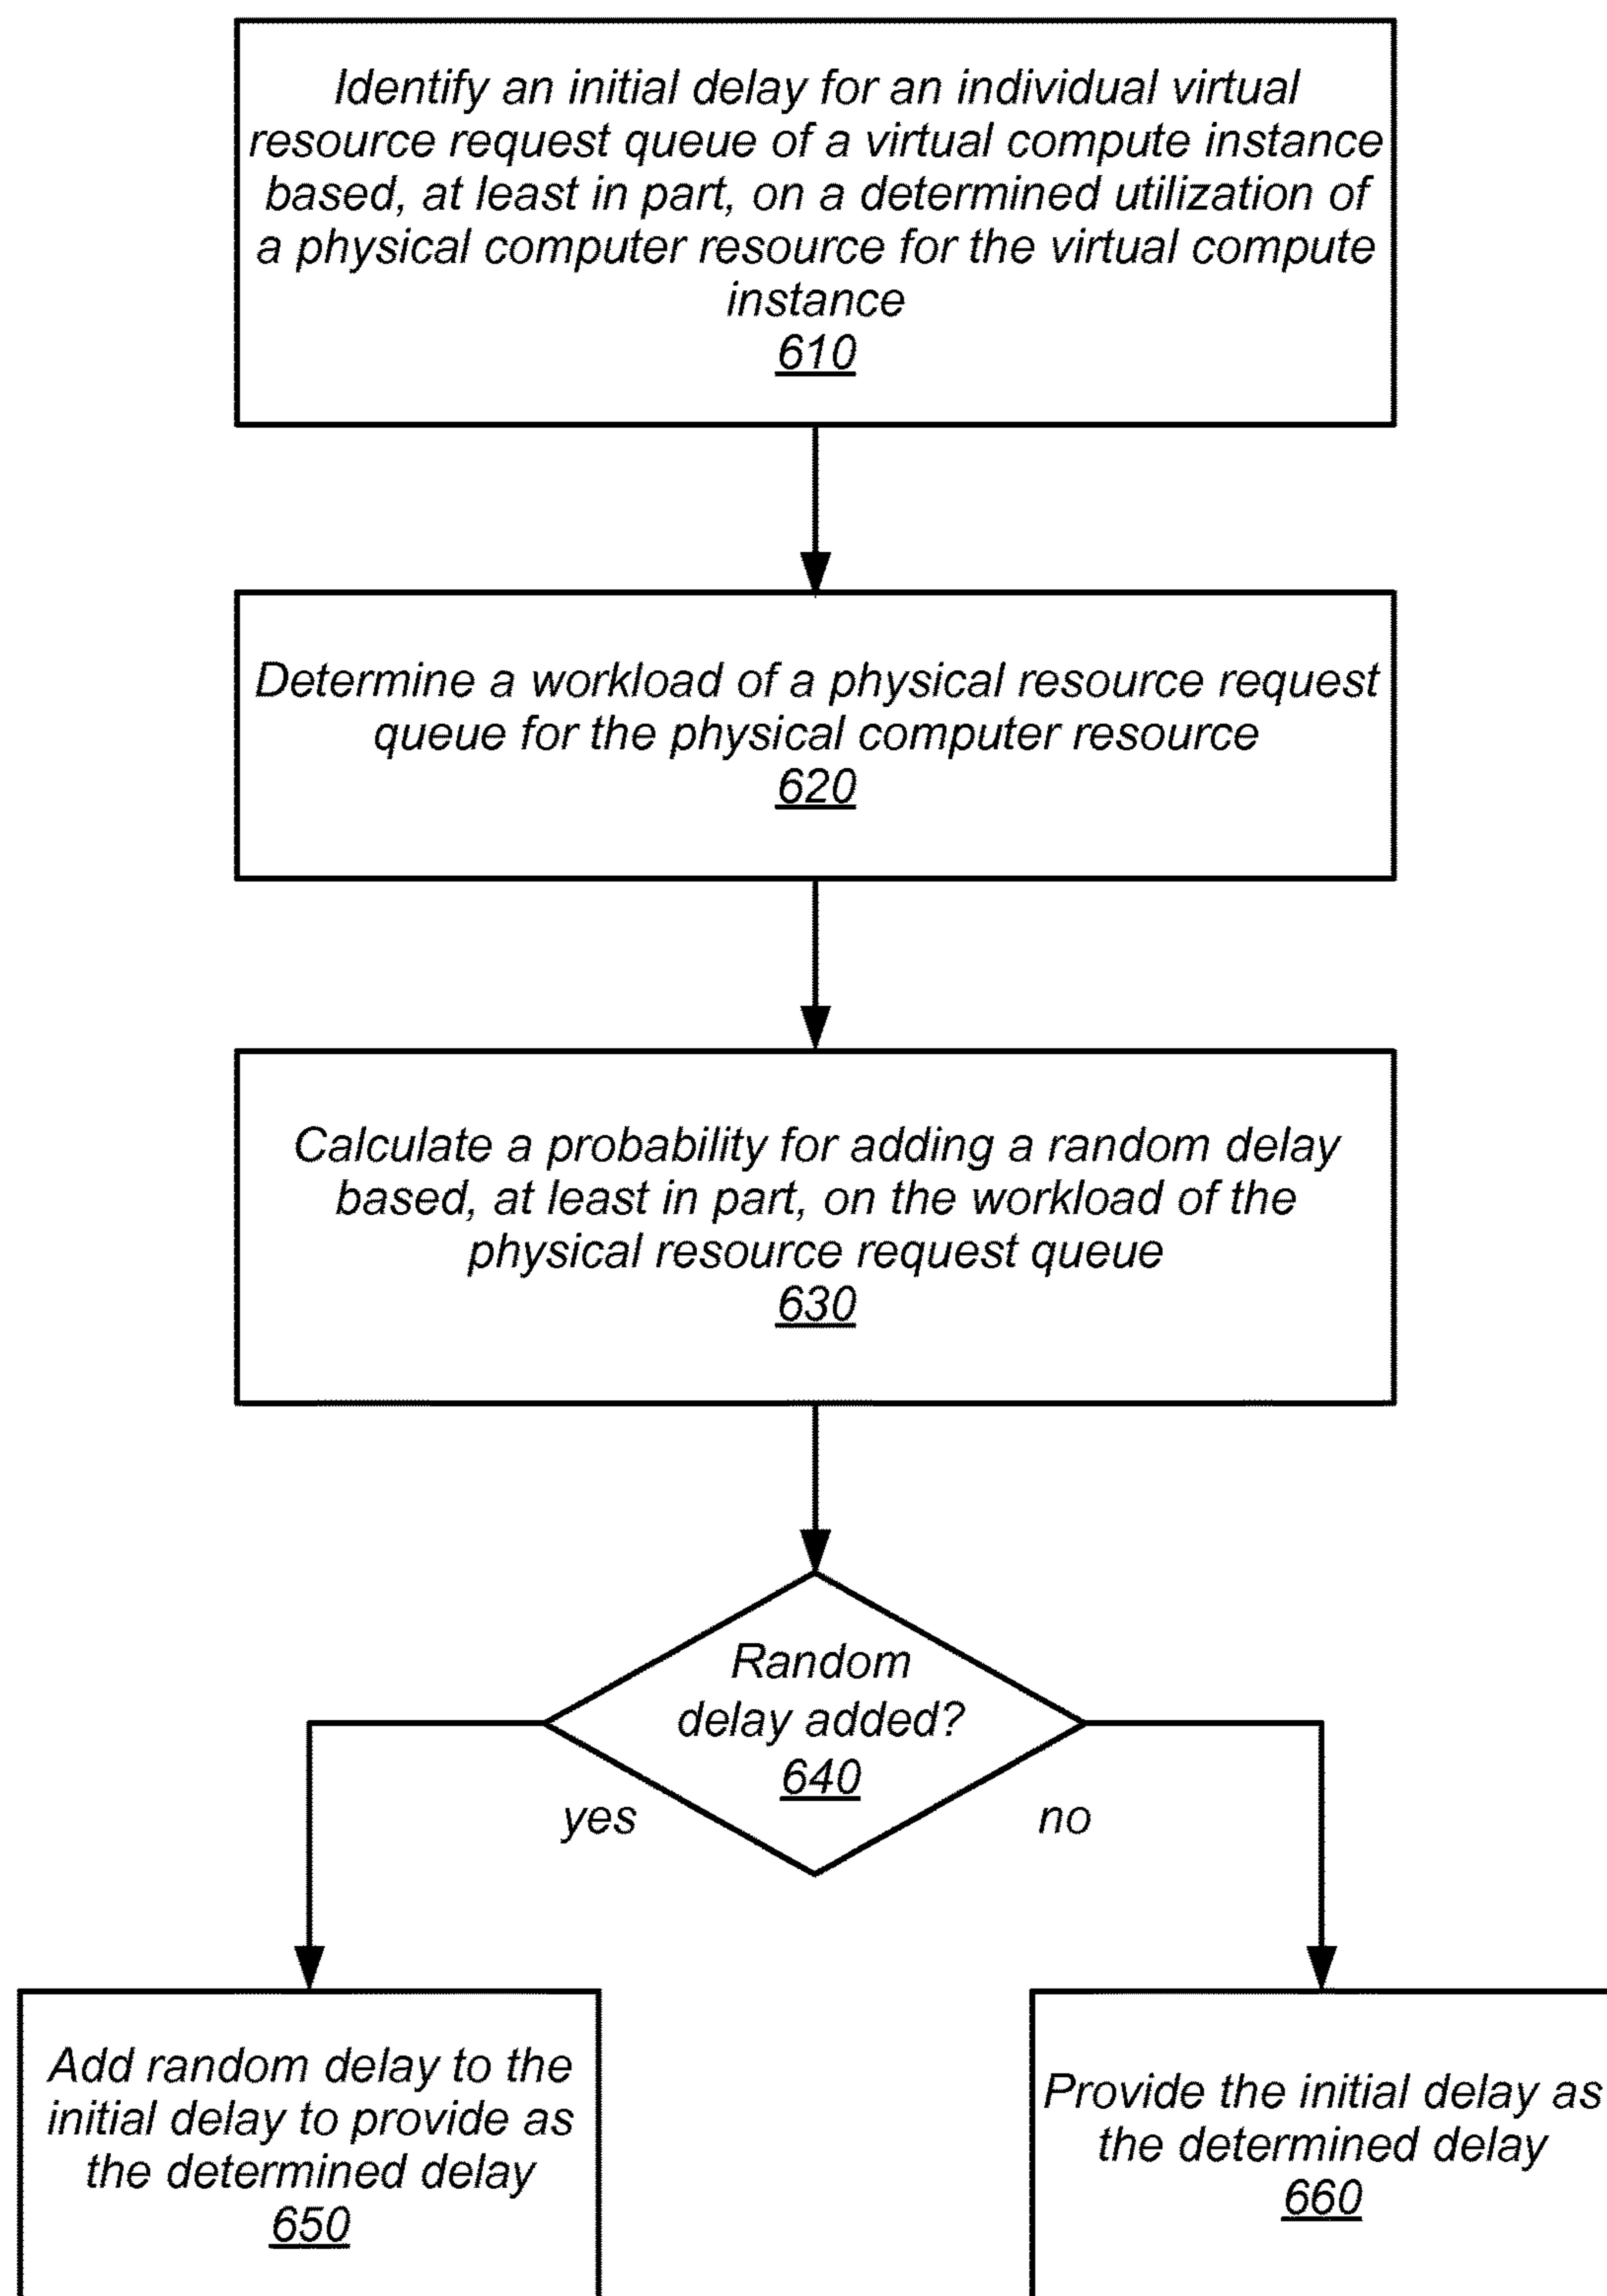 Identify an initial delay for an individual virtual
resource request queue of a virtual compute instance
based, at least in part, on a determined utilization of
a physical computer resource for the virtual compute
instance
610
Determine a workload of a physical resource request
queue for the physical computer resource
620
Calculate a probability for adding a random delay
based, at least in part, on the workload of the
physical resource request queue
630
Random
delay added?
640
yes
no
Add random delay to the
initial delay to provide as
the determined delay
650
Provide the initial delay as
the determined delay
660